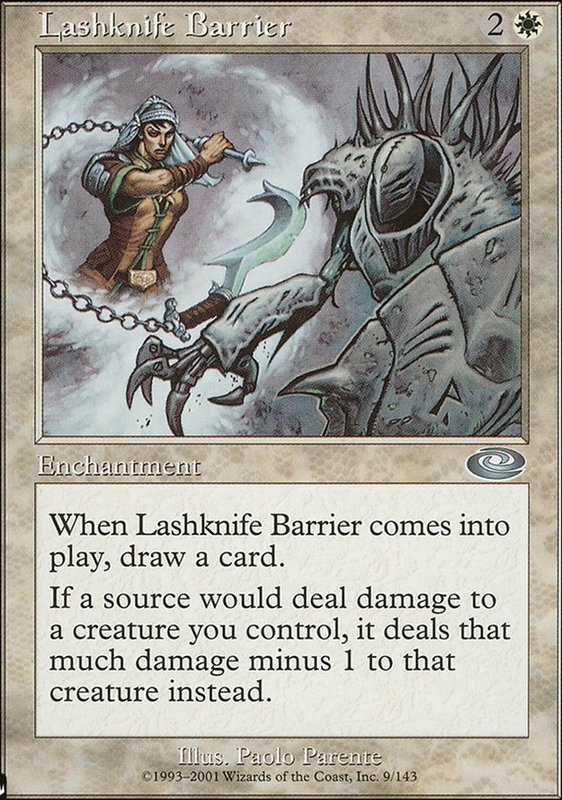 Lashknife Barrier 2
Enchantment
When Lashknife Barrier comes into
play, draw a card.
If a source would deal damage to
a creature you control, it deals that
much damage minus 1 to that
creature instead.
Illus. Paolo Parente
©1993–2001 Wizards of the Coast, Inc. 9/143